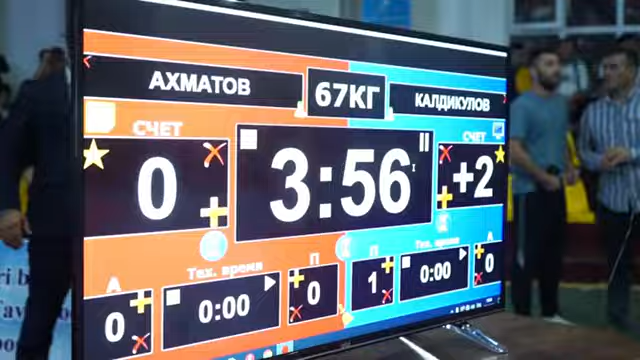 АХМАТОВ
67КГ
КАЛДИКУЛОВ
СЧЕТ
0
3:56
СЧЕТ
+2
А
0
Тех. время
0:00
П
0
П
1
Тех. время
0:00
А
0